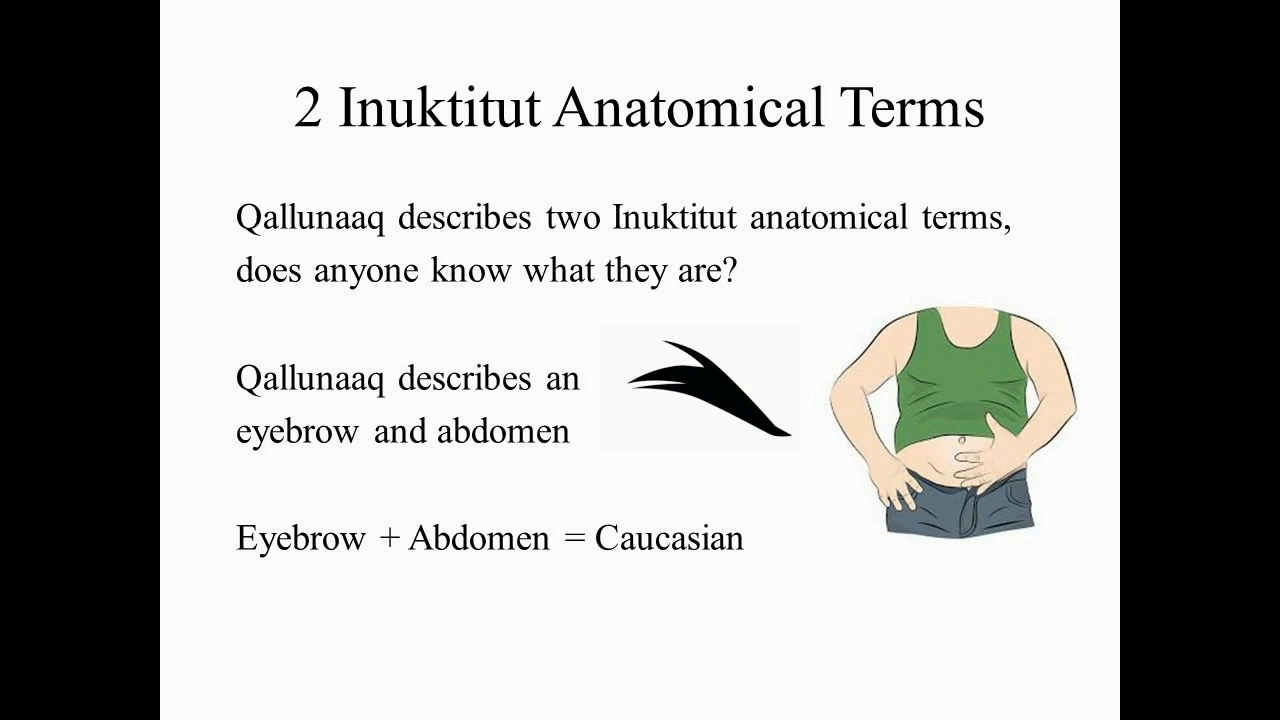 2 Inuktitut Anatomical Terms
Qallunaaq describes two Inuktitut anatomical terms,
does anyone know what they are?
Qallunaaq describes an
eyebrow and abdomen
Eyebrow + Abdomen = Caucasian